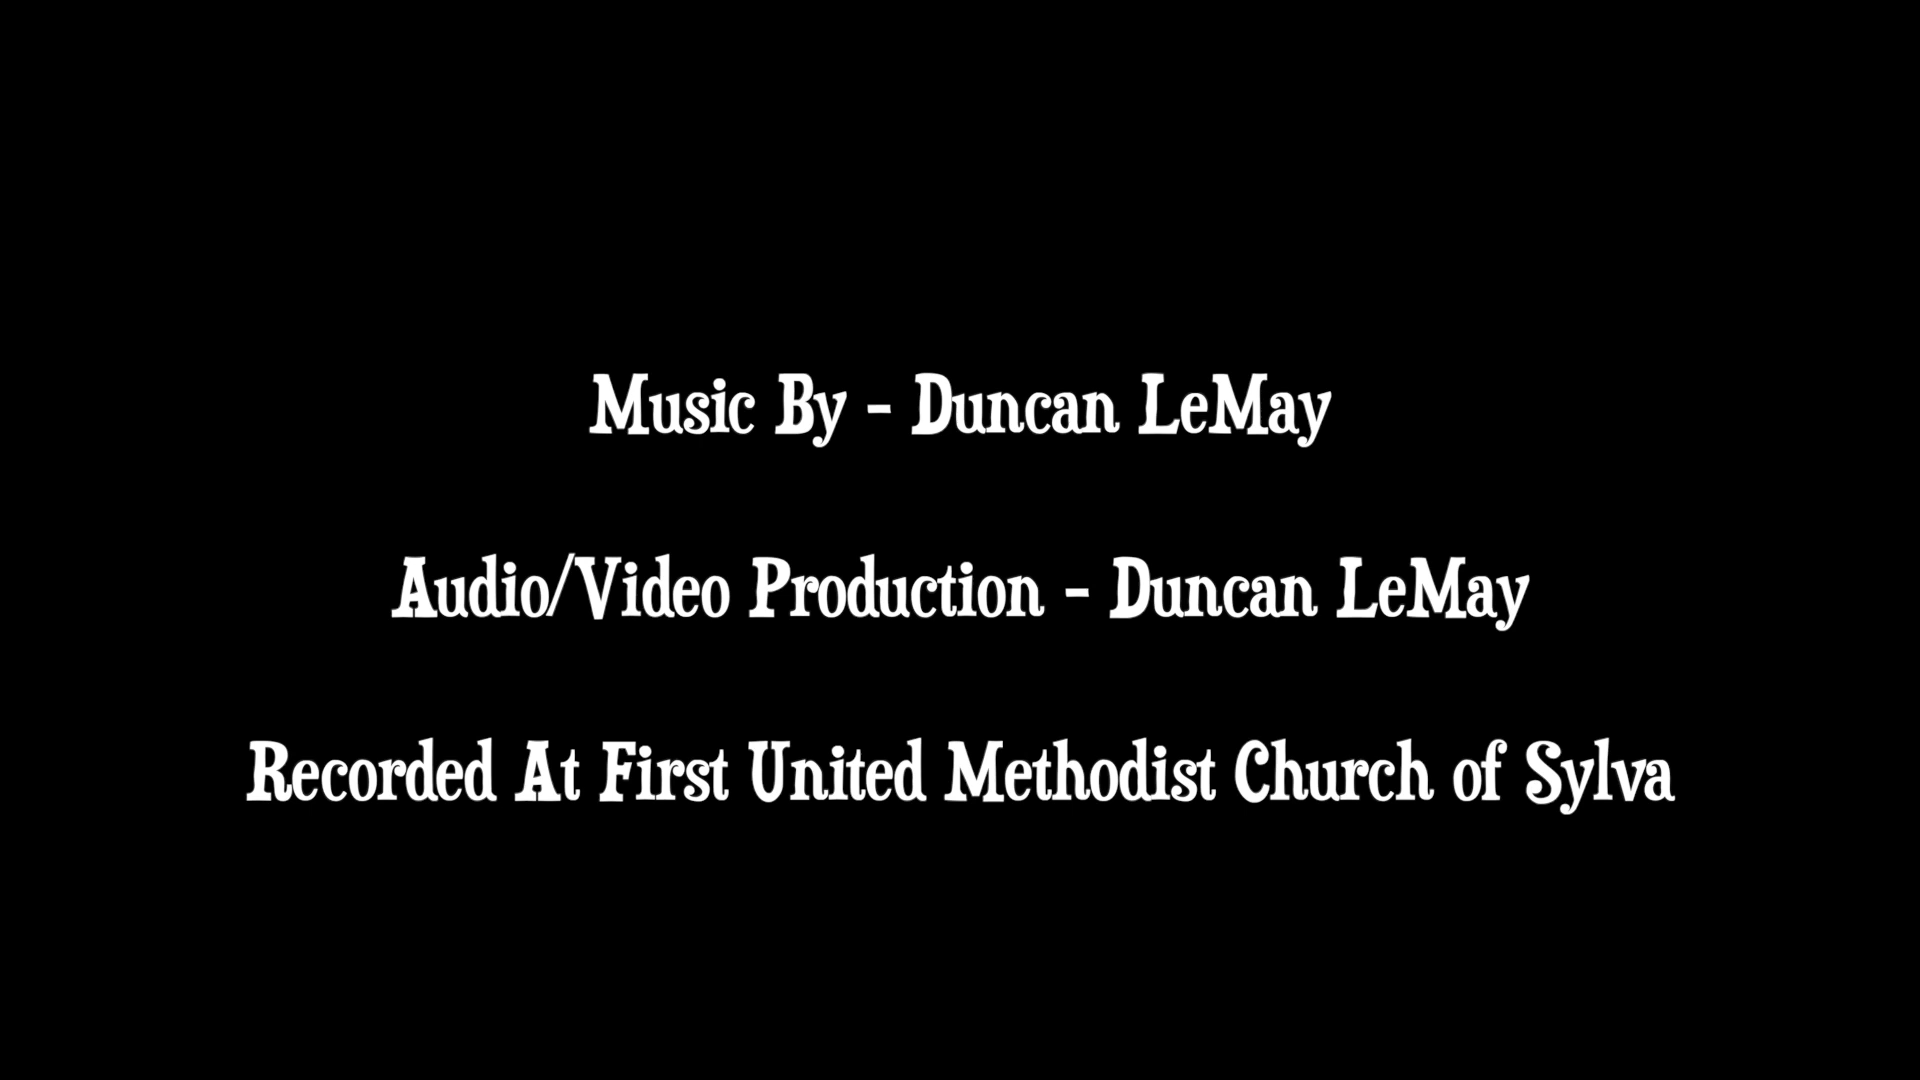 Music By - Duncan LeMay
Audio/Video Production - Duncan LeMay
Recorded At First United Methodist Church of Sylva